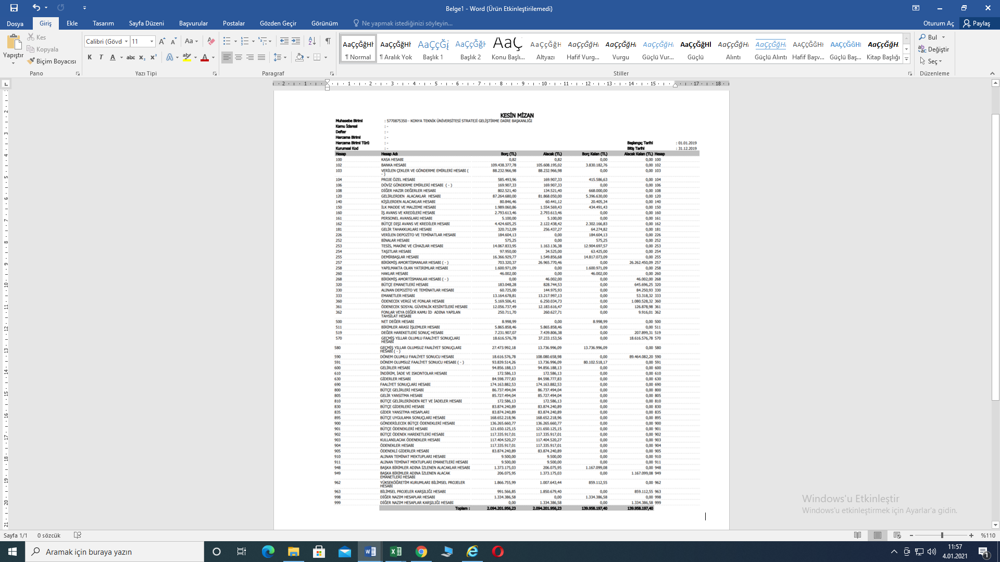 Belge1 - Word (Ürün Etkinleştirilemedi)
Dosya Giriş Ekle Tasarım Sayfa Düzeni Başvurular Postalar Gözden Geçir Görünüm Ne yapmak istediğinizi söyleyin... Oturum Aç Paylaş
Yapıştır
Kes
Kopyala
Biçim Boyacısı
Calibri (Gövd 11
Normal Aralık Yok Başlık 1 Başlık 2 Konu Başlı... Altyazı Hafif Vurg... Vurgu Güçlü Vur... Güçlü Alıntı Güçlü Alıntı Hafif Başv... Güçlü Baş... Kitap Başlığı
Bul
Değiştir
Seç
Pano Yazı Tipi Paragraf Stiller Düzenleme
KESİN MİZAN
Muhasebe Birimi : 5770875350 - KONYA TEKNİK ÜNİVERSİTESİ STRATEJİ GELİŞTİRME DAİRE BAŞKANLIĞI
Kamu İdaresi : -
Defter : -
Harcama Birimi : -
Harcama Birimi Türü : - Başlangıç Tarihi : 01.01.2019
Kurumsal Kod : - Bitiş Tarihi : 31.12.2019
Hesap Hesap Adı Borç (TL) Alacak (TL) Borç Kalan (TL) Alacak Kalan (TL) Hesap
100 KASA HESABI 0,82 0,82 0,00 0,00 100
102 BANKA HESABI 109.438.377,78 105.608.195,02 3.830.182,76 0,00 102
103 VERİLEN ÇEKLER VE GÖNDERME EMİRLERİ HESABI ( 88.232.966,98 88.232.966,98 0,00 0,00 103
- )
104 PROJE ÖZEL HESABI 585.493,96 169.907,33 415.586,63 0,00 104
106 DÖVİZ GÖNDERME EMİRLERİ HESABI ( - ) 169.907,33 169.907,33 0,00 0,00 106
108 DİĞER HAZIR DEĞERLER HESABI 802.521,40 134.521,40 668.000,00 0,00 108
120 GELİRLERDEN ALACAKLAR HESABI 87.264.680,00 81.868.050,00 5.396.630,00 0,00 120
140 KİŞİLERDEN ALACAKLAR HESABI 80.846,46 60.441,12 20.405,34 0,00 140
150 İLK MADDE VE MALZEME HESABI 1.989.060,86 1.554.569,43 434.491,43 0,00 150
160 İŞ AVANS VE KREDİLERİ HESABI 2.793.613,46 2.793.613,46 0,00 0,00 160
161 PERSONEL AVANSLARI HESABI 5.100,00 5.100,00 0,00 0,00 161
162 BÜTÇE DIŞI AVANS VE KREDİLER HESABI 4.424.605,25 2.122.438,42 2.302.166,83 0,00 162
181 GELİR TAHAKKUKLARI HESABI 320.712,09 256.437,27 64.274,82 0,00 181
226 VERİLEN DEPOZİTO VE TEMİNATLAR HESABI 184.604,13 0,00 184.604,13 0,00 226
252 BİNALAR HESABI 575,25 0,00 575,25 0,00 252
253 TESİS, MAKİNE VE CİHAZLAR HESABI 14.067.833,95 1.163.136,38 12.904.697,57 0,00 253
254 TAŞITLAR HESABI 97.950,00 34.525,00 63.425,00 0,00 254
255 DEMİRBAŞLAR HESABI 16.366.929,77 1.549.856,68 14.817.073,09 0,00 255
257 BİRİKMİŞ AMORTİSMANLAR HESABI ( - ) 703.320,37 26.965.770,46 0,00 26.262.450,09 257
258 YAPILMAKTA OLAN YATIRIMLAR HESABI 1.600.971,09 0,00 1.600.971,09 0,00 258
260 HAKLAR HESABI 46.002,00 0,00 46.002,00 0,00 260
268 BİRİKMİŞ AMORTİSMANLAR HESABI ( - ) 0,00 46.002,00 0,00 46.002,00 268
320 BÜTÇE EMANETLERİ HESABI 183.048,28 828.744,53 0,00 645.696,25 320
330 ALINAN DEPOZİTO VE TEMİNATLAR HESABI 60.725,00 144.975,93 0,00 84.250,93 330
333 EMANETLER HESABI 13.164.678,81 13.217.997,13 0,00 53.318,32 333
360 ÖDENECEK VERGİ VE FONLAR HESABI 5.169.506,41 6.250.034,73 0,00 1.080.528,32 360
361 ÖDENECEK SOSYAL GÜVENLİK KESİNTİLERİ HESABI 12.056.737,49 12.183.616,47 0,00 126.878,98 361
362 FONLAR VEYA DİĞER KAMU İD ADINA YAPILAN 250.711,70 260.627,71 0,00 9.916,01 362
TAHSİLAT HESABI
500 NET DEĞER HESABI 8.998,99 0,00 8.998,99 0,00 500
511 BİRİMLER ARASI İŞLEMLER HESABI 5.865.858,46 5.865.858,46 0,00 0,00 511
519 DEĞER HAREKETLERİ SONUÇ HESABI 7.231.907,07 7.439.806,38 0,00 207.899,31 519
570 GEÇMİŞ YILLAR OLUMLU FAALİYET SONUÇLARI 18.616.576,78 37.233.153,56 0,00 18.616.576,78 570
HESABI
580 GEÇMİŞ YILLAR OLUMSUZ FAALİYET SONUÇLARI 27.473.992,18 13.736.996,09 13.736.996,09 0,00 580
HESABI ( - )
590 DÖNEM OLUMLU FAALİYET SONUCU HESABI 18.616.576,78 108.080.658,98 0,00 89.464.082,20 590
591 DÖNEM OLUMSUZ FAALİYET SONUCU HESABI ( - ) 93.839.514,26 13.736.996,09 80.102.518,17 0,00 591
600 GELİRLER HESABI 94.856.188,13 94.856.188,13 0,00 0,00 600
610 İNDİRİM, İADE VE ISKONTOLAR HESABI 172.586,13 172.586,13 0,00 0,00 610
630 GİDERLER HESABI 84.598.777,83 84.598.777,83 0,00 0,00 630
690 FAALİYET SONUÇLARI HESABI 174.163.882,53 174.163.882,53 0,00 0,00 690
800 BÜTÇE GELİRLERİ HESABI 86.737.494,04 86.737.494,04 0,00 0,00 800
805 GELİR YANSITMA HESABI 85.727.494,04 85.727.494,04 0,00 0,00 805
810 BÜTÇE GELİRLERİNDEN RET VE İADELER HESABI 172.586,13 172.586,13 0,00 0,00 810
830 BÜTÇE GİDERLERİ HESABI 83.874.240,89 83.874.240,89 0,00 0,00 830
835 GİDER YANSITMA HESAPLARI 83.874.240,89 83.874.240,89 0,00 0,00 835
895 BÜTÇE UYGULAMA SONUÇLARI HESABI 168.652.218,96 168.652.218,96 0,00 0,00 895
900 GÖNDERİLECEK BÜTÇE ÖDENEKLERİ HESABI 136.265.660,77 136.265.660,77 0,00 0,00 900
901 BÜTÇE ÖDENEKLERİ HESABI 121.650.125,15 121.650.125,15 0,00 0,00 901
902 BÜTÇE ÖDENEK HAREKETLERİ HESABI 117.335.917,01 117.335.917,01 0,00 0,00 902
903 KULLANILACAK ÖDENEKLER HESABI 117.404.520,27 117.404.520,27 0,00 0,00 903
904 ÖDENEKLER HESABI 117.335.917,01 117.335.917,01 0,00 0,00 904
905 ÖDENEKLİ GİDERLER HESABI 83.874.240,89 83.874.240,89 0,00 0,00 905
910 ALINAN TEMİNAT MEKTUPLARI HESABI 9.500,00 9.500,00 0,00 0,00 910
911 ALINAN TEMİNAT MEKTUPLARI EMANETLERİ HESABI 9.500,00 9.500,00 0,00 0,00 911
948 BAŞKA BİRİMLER ADINA İZLENEN ALACAKLAR HESABI 1.373.175,03 206.075,95 1.167.099,08 0,00 948
949 BAŞKA BİRİMLER ADINA İZLENEN ALACAK 206.075,95 1.373.175,03 0,00 1.167.099,08 949
EMANETLERİ HESABI
962 YÜKSEKÖĞRETİM KURUMLARI BİLİMSEL PROJELER 1.866.755,99 1.007.643,44 859.112,55 0,00 962
HESABI
963 BİLİMSEL PROJELER KARŞILIĞI HESABI 991.566,85 1.850.679,40 0,00 859.112,55 963
998 DİĞER NAZIM HESAPLAR HESABI 1.334.386,58 0,00 1.334.386,58 0,00 998
999 DİĞER NAZIM HESAPLAR KARŞILIĞI HESABI 0,00 1.334.386,58 0,00 1.334.386,58 999
Toplam : 2.094.201.956,23 2.094.201.956,23 139.958.197,40 139.958.197,40
Windows'u Etkinleştir
Windows'u etkinleştirmek için Ayarlar'a gidin.
Sayfa 1/1 0 sözcük %110
Aramak için buraya yazın
11:57
4.01.2021